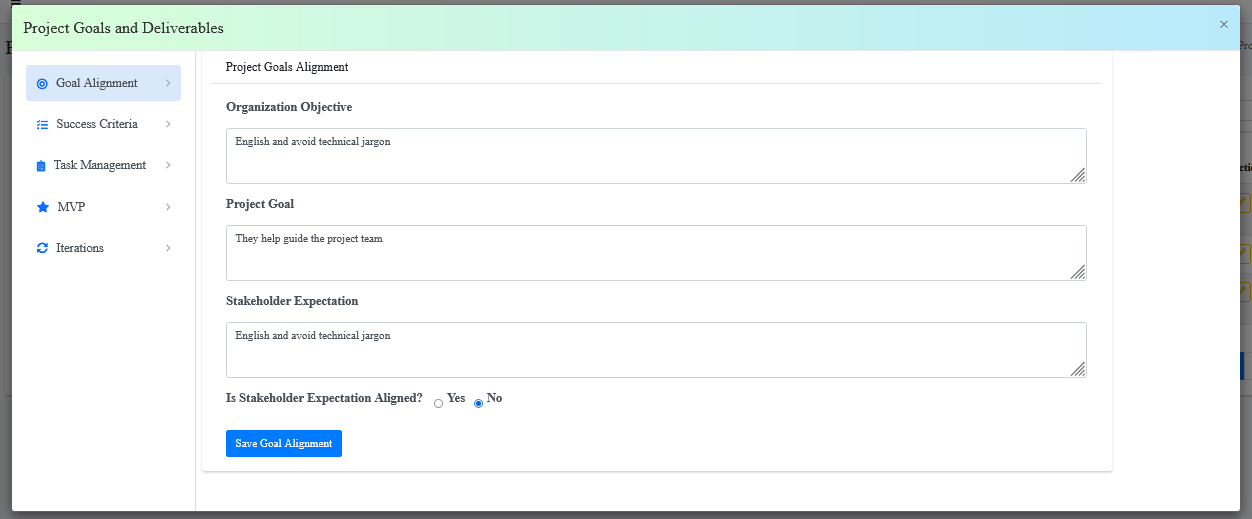 Project Goals and Deliverables
×
Goal Alignment
Success Criteria
Task Management
MVP
Iterations
Project Goals Alignment
Organization Objective
English and avoid technical jargon
Project Goal
They help guide the project team
Stakeholder Expectation
English and avoid technical jargon
Is Stakeholder Expectation Aligned? Yes No
Save Goal Alignment